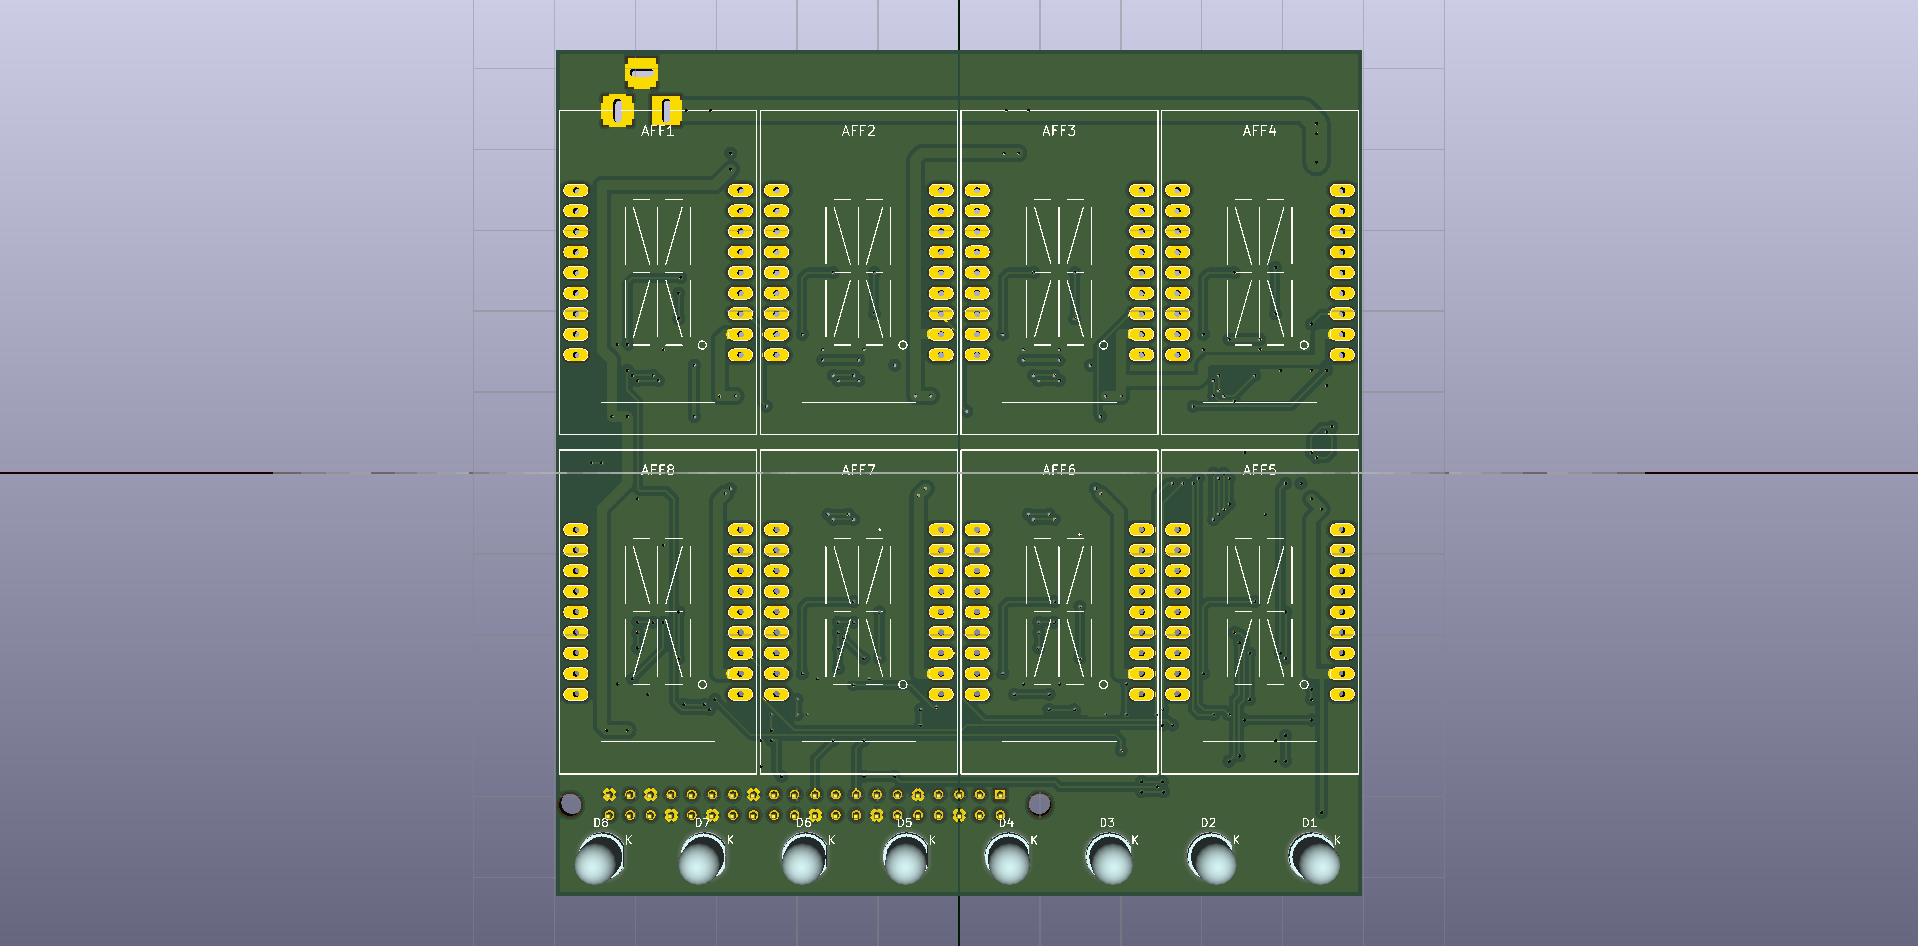 AFF1 AFF2 AFF3 AFF4
AFF8 AFF7 AFF6 AFF5
D8 D7 D6 D5 D4 D3 D2 D1
K K K K K K K K